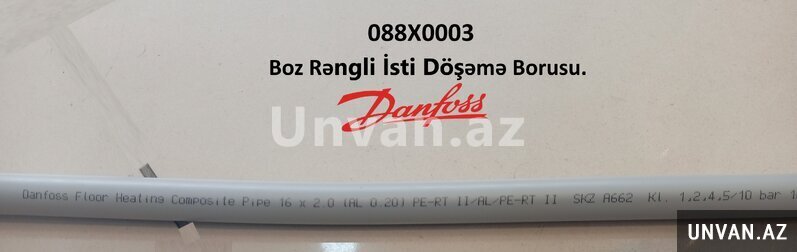 088X0003
Boz Rəngli İsti Döşəmə Borusu.
Danfoss
Unvan.az
Danfoss Floor Heating Composite Pipe 16 x 2.0 (AL 0.20) PE-RT II/AL/PE-RT II SKZ A662 Kl. 1,2,4,5/10 bar
UNVAN.AZ